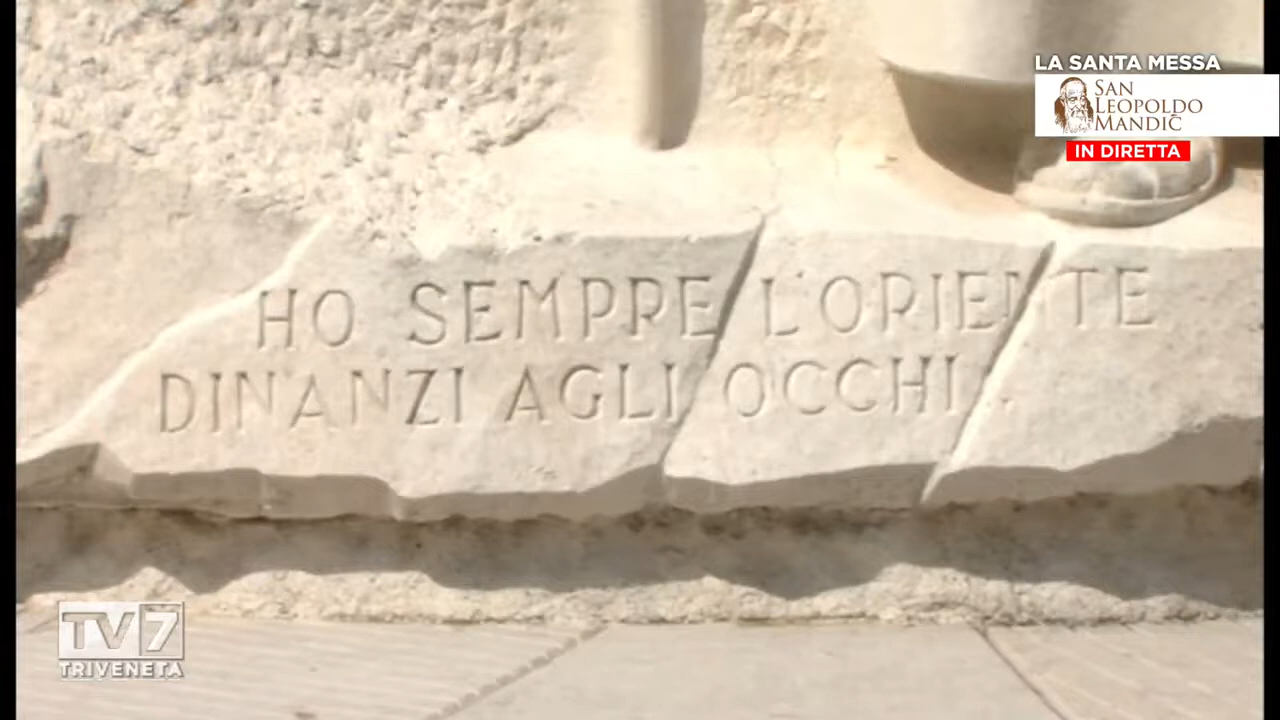 LA SANTA MESSA
SAN
LEOPOLDO
MANDIĆ
IN DIRETTA
HO SEMPRE L'ORIENTE
DINANZI AGLI OCCHI.
TV7
TRIVENETA